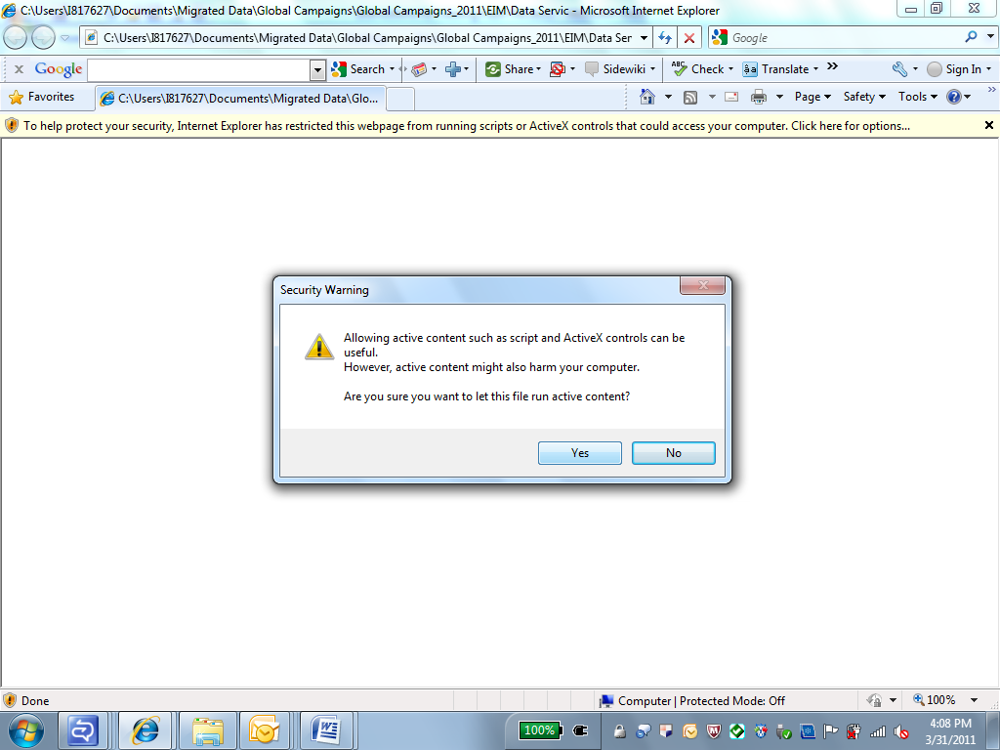 C:\Users\I817627\Documents\Migrated Data\Global Campaigns\Global Campaigns_2011\EIM\Data Servic - Microsoft Internet Explorer
C:\Users\I817627\Documents\Migrated Data\Global Campaigns\Global Campaigns_2011\EIM\Data Ser
Google
x Google Search Share Sidewiki ABC Check Translate Sign In
Favorites C:\Users\I817627\Documents\Migrated Data\Glo... Page Safety Tools
To help protect your security, Internet Explorer has restricted this webpage from running scripts or ActiveX controls that could access your computer. Click here for options...
Security Warning
Allowing active content such as script and ActiveX controls can be
useful.
However, active content might also harm your computer.
Are you sure you want to let this file run active content?
Yes No
Done Computer | Protected Mode: Off 100%
100% 4:08 PM
3/31/2011